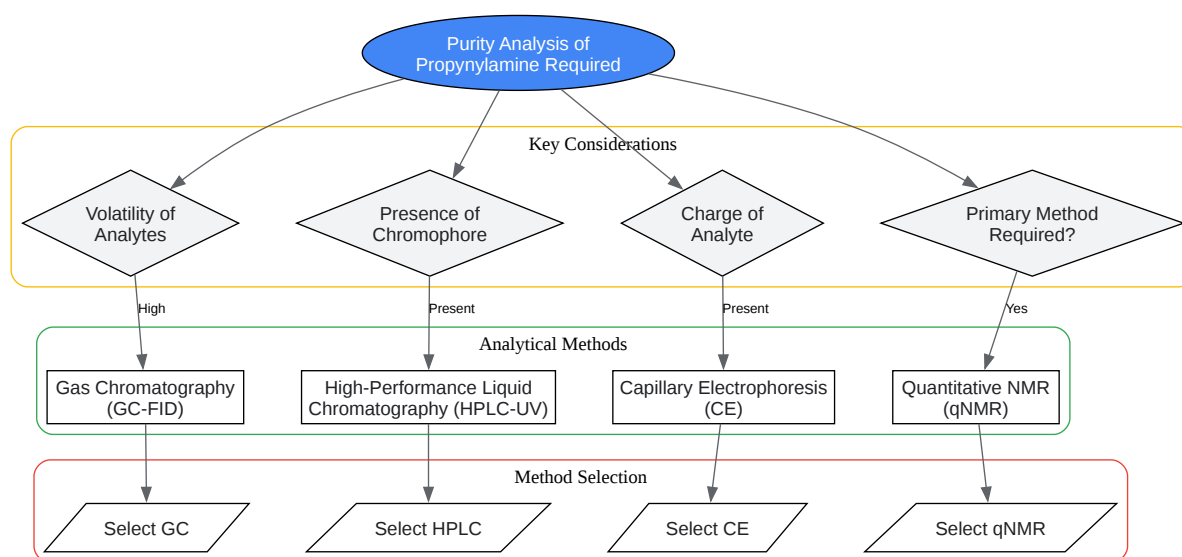 Purity Analysis of
Propynylamine Required
Key Considerations
Volatility of
Analytes
Presence of
Chromophore
Charge of
Analyte
Primary Method
Required?
High
Present
Present
Yes
Analytical Methods
Gas Chromatography
(GC-FID)
High-Performance Liquid
Chromatography (HPLC-UV)
Capillary Electrophoresis
(CE)
Quantitative NMR
(qNMR)
Method Selection
Select GC
Select HPLC
Select CE
Select qNMR